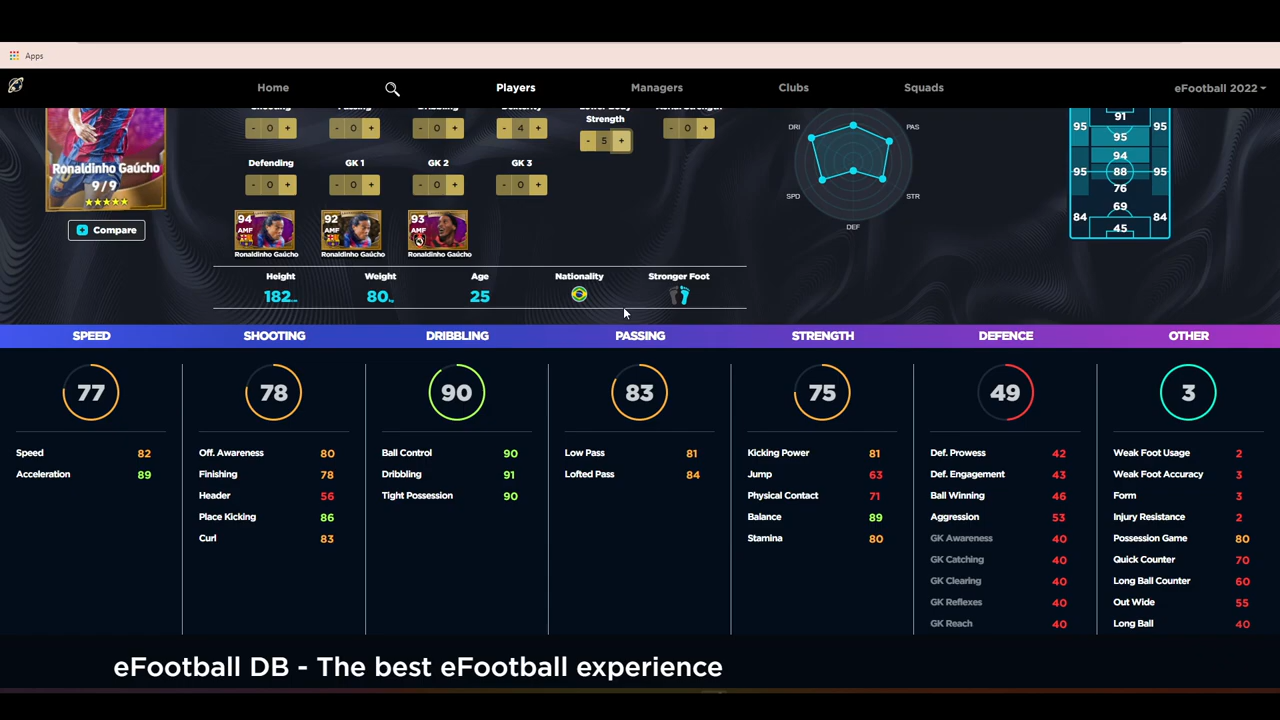 Apps
Home Players Managers Clubs Squads eFootball 2022
Strength
- 0 + - 0 + - 0 + - 4 + - 5 + - 0 +
Defending GK 1 GK 2 GK 3
- 0 + - 0 + - 0 + - 0 +
Ronaldinho Gaúcho
9/9
Compare
94 AMF Ronaldinho Gaúcho
92 AMF Ronaldinho Gaúcho
93 AMF Ronaldinho Gaúcho
Height Weight Age Nationality Stronger Foot
182 80 25
DRI PAS
SPD STR
DEF
91
95 95 95
94
95 88 95
76
69
84 84
45
SPEED SHOOTING DRIBBLING PASSING STRENGTH DEFENCE OTHER
77 78 90 83 75 49 3
Speed 82
Acceleration 89
Off. Awareness 80
Finishing 78
Header 56
Place Kicking 86
Curl 83
Ball Control 90
Dribbling 91
Tight Possession 90
Low Pass 81
Lofted Pass 84
Kicking Power 81
Jump 63
Physical Contact 71
Balance 89
Stamina 80
Def. Prowess 42
Def. Engagement 43
Ball Winning 46
Aggression 53
GK Awareness 40
GK Catching 40
GK Clearing 40
GK Reflexes 40
GK Reach 40
Weak Foot Usage 2
Weak Foot Accuracy 3
Form 3
Injury Resistance 2
Possession Game 80
Quick Counter 70
Long Ball Counter 60
Out Wide 55
Long Ball 40
eFootball DB - The best eFootball experience